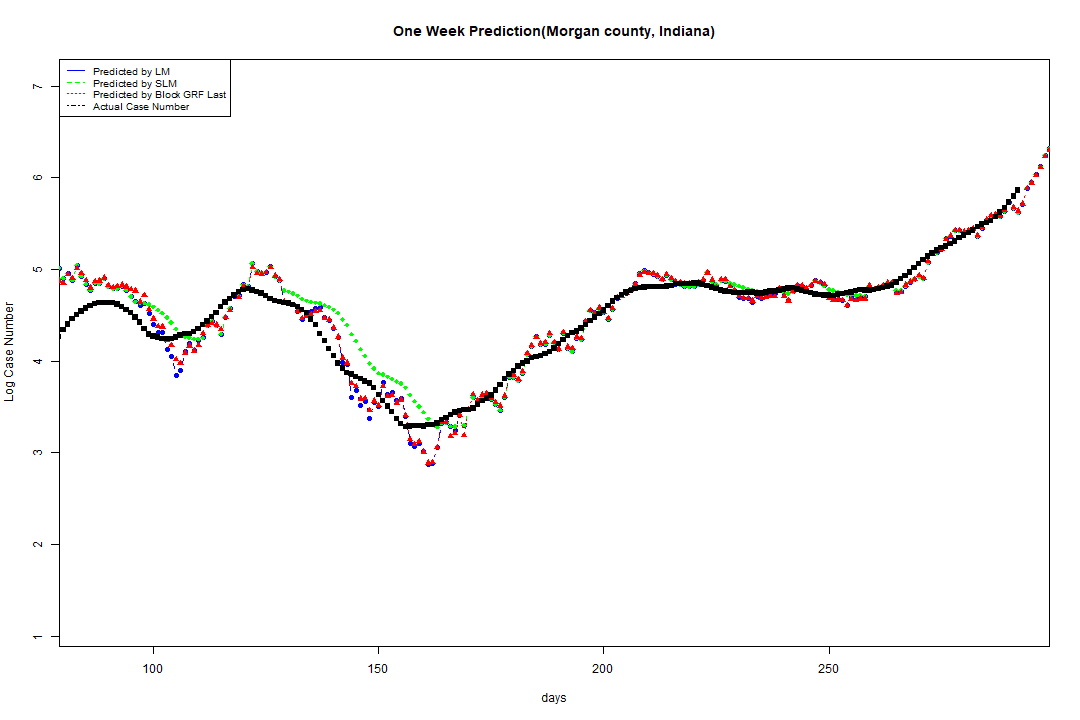 One Week Prediction(Morgan county, Indiana)
Predicted by LM
Predicted by SLM
Predicted by Block GRF Last
Actual Case Number
7
6
5
4
3
2
1
Log Case Number
100
150
200
250
days